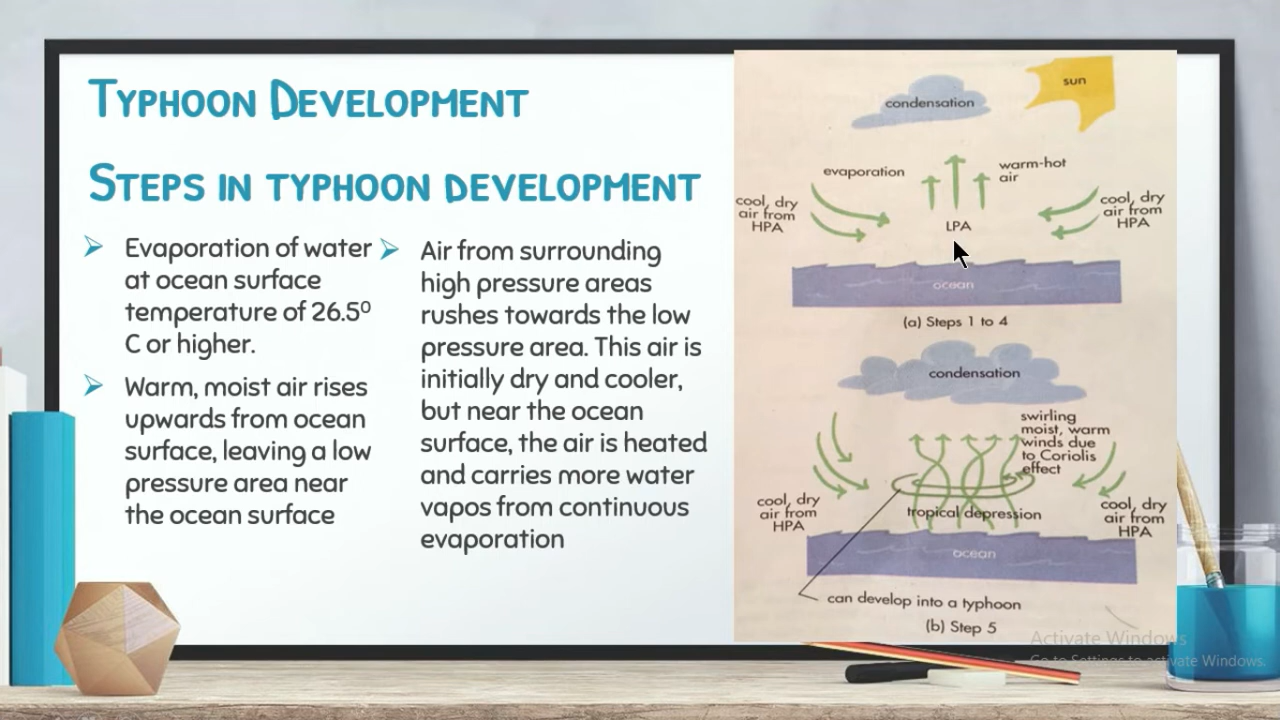 Typhoon Development
Steps in typhoon development
Evaporation of water
at ocean surface
temperature of 26.5⁰
C or higher.
Warm, moist air rises
upwards from ocean
surface, leaving a low
pressure area near
the ocean surface
Air from surrounding
high pressure areas
rushes towards the low
pressure area. This air is
initially dry and cooler,
but near the ocean
surface, the air is heated
and carries more water
vapos from continuous
evaporation
sun
condensation
evaporation
warm-hot
air
cool, dry
air from
HPA
cool, dry
air from
HPA
LPA
ocean
(a) Steps 1 to 4
condensation
swirling
moist, warm
winds due
to Coriolis
effect
cool, dry
air from
HPA
cool, dry
air from
HPA
tropical depression
ocean
can develop into a typhoon
(b) Step 5
Activate Windows
Go to Settings to activate Windows.